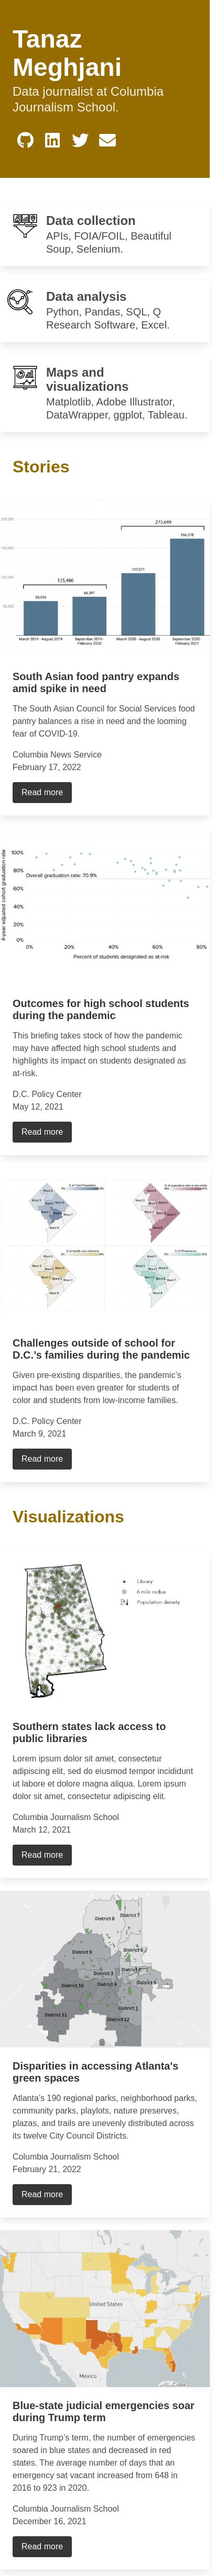 Tanaz
Meghjani
Data journalist at Columbia
Journalism School.
Data collection
APIs, FOIA/FOIL, Beautiful
Soup, Selenium.
Data analysis
Python, Pandas, SQL, Q
Research Software, Excel.
Maps and
visualizations
Matplotlib, Adobe Illustrator,
DataWrapper, ggplot, Tableau.
Stories
272,649
125,486
March 2019 - August 2019
September 2019 -
February 2020
March 2020 - August 2020
September 2020 -
February 2021
South Asian food pantry expands
amid spike in need
The South Asian Council for Social Services food
pantry balances a rise in need and the looming
fear of COVID-19.
Columbia News Service
February 17, 2022
Read more
4-year adjusted cohort graduation rate
100%
80%
Overall graduation rate: 70.9%
60%
40%
20%
0%
0% 20% 40% 60% 80%
Percent of students designated as at-risk
Outcomes for high school students
during the pandemic
This briefing takes stock of how the pandemic
may have affected high school students and
highlights its impact on students designated as
at-risk.
D.C. Policy Center
May 12, 2021
Read more
Challenges outside of school for
D.C.’s families during the pandemic
Given pre-existing disparities, the pandemic's
impact has been even greater for students of
color and students from low-income families.
D.C. Policy Center
March 9, 2021
Read more
Visualizations
Library
6 mile radius
Population density
Southern states lack access to
public libraries
Lorem ipsum dolor sit amet, consectetur
adipiscing elit, sed do eiusmod tempor incididunt
ut labore et dolore magna aliqua. Lorem ipsum
dolor sit amet, consectetur adipiscing elit.
Columbia Journalism School
March 12, 2021
Read more
District 7
District 8
District 6
District 9
District 3
District 5
District 10
District 4
District 1
District 11
District 12
Disparities in accessing Atlanta's
green spaces
Atlanta’s 190 regional parks, neighborhood parks,
community parks, playlots, nature preserves,
plazas, and trails are unevenly distributed across
its twelve City Council Districts.
Columbia Journalism School
February 21, 2022
Read more
United States
Mexico
Blue-state judicial emergencies soar
during Trump term
During Trump’s term, the number of emergencies
soared in blue states and decreased in red
states. The average number of days that an
emergency sat vacant increased from 648 in
2016 to 923 in 2020.
Columbia Journalism School
December 16, 2021
Read more